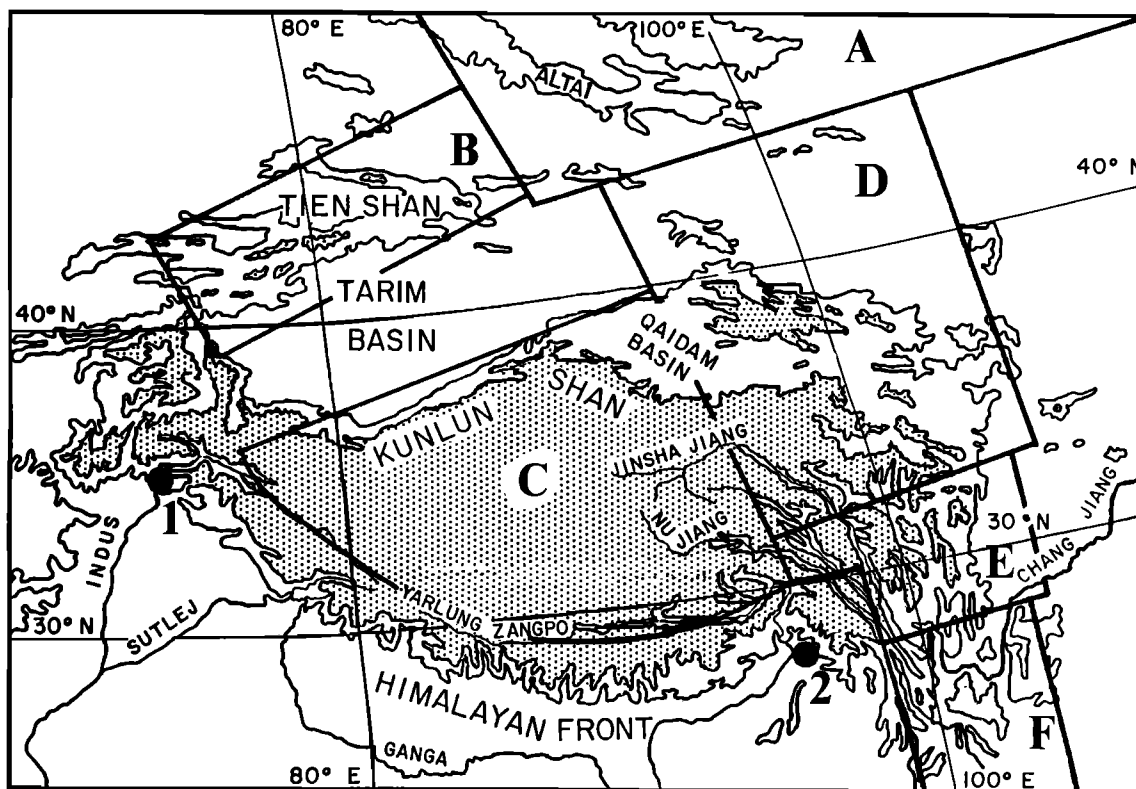 80° E
100° E
A
ALTAI
B
D
40° N
TIEN SHAN
TARIM
BASIN
40° N
QAIDAM
BASIN
KUNLUN SHAN
C
JINSHA JIANG
NU JIANG
1
INDUS
30° N
CHANG JIANG
E
YARLUNG ZANGPO
30° N
SUTLEJ
2
HIMALAYAN FRONT
F
GANGA
80° E
100° E